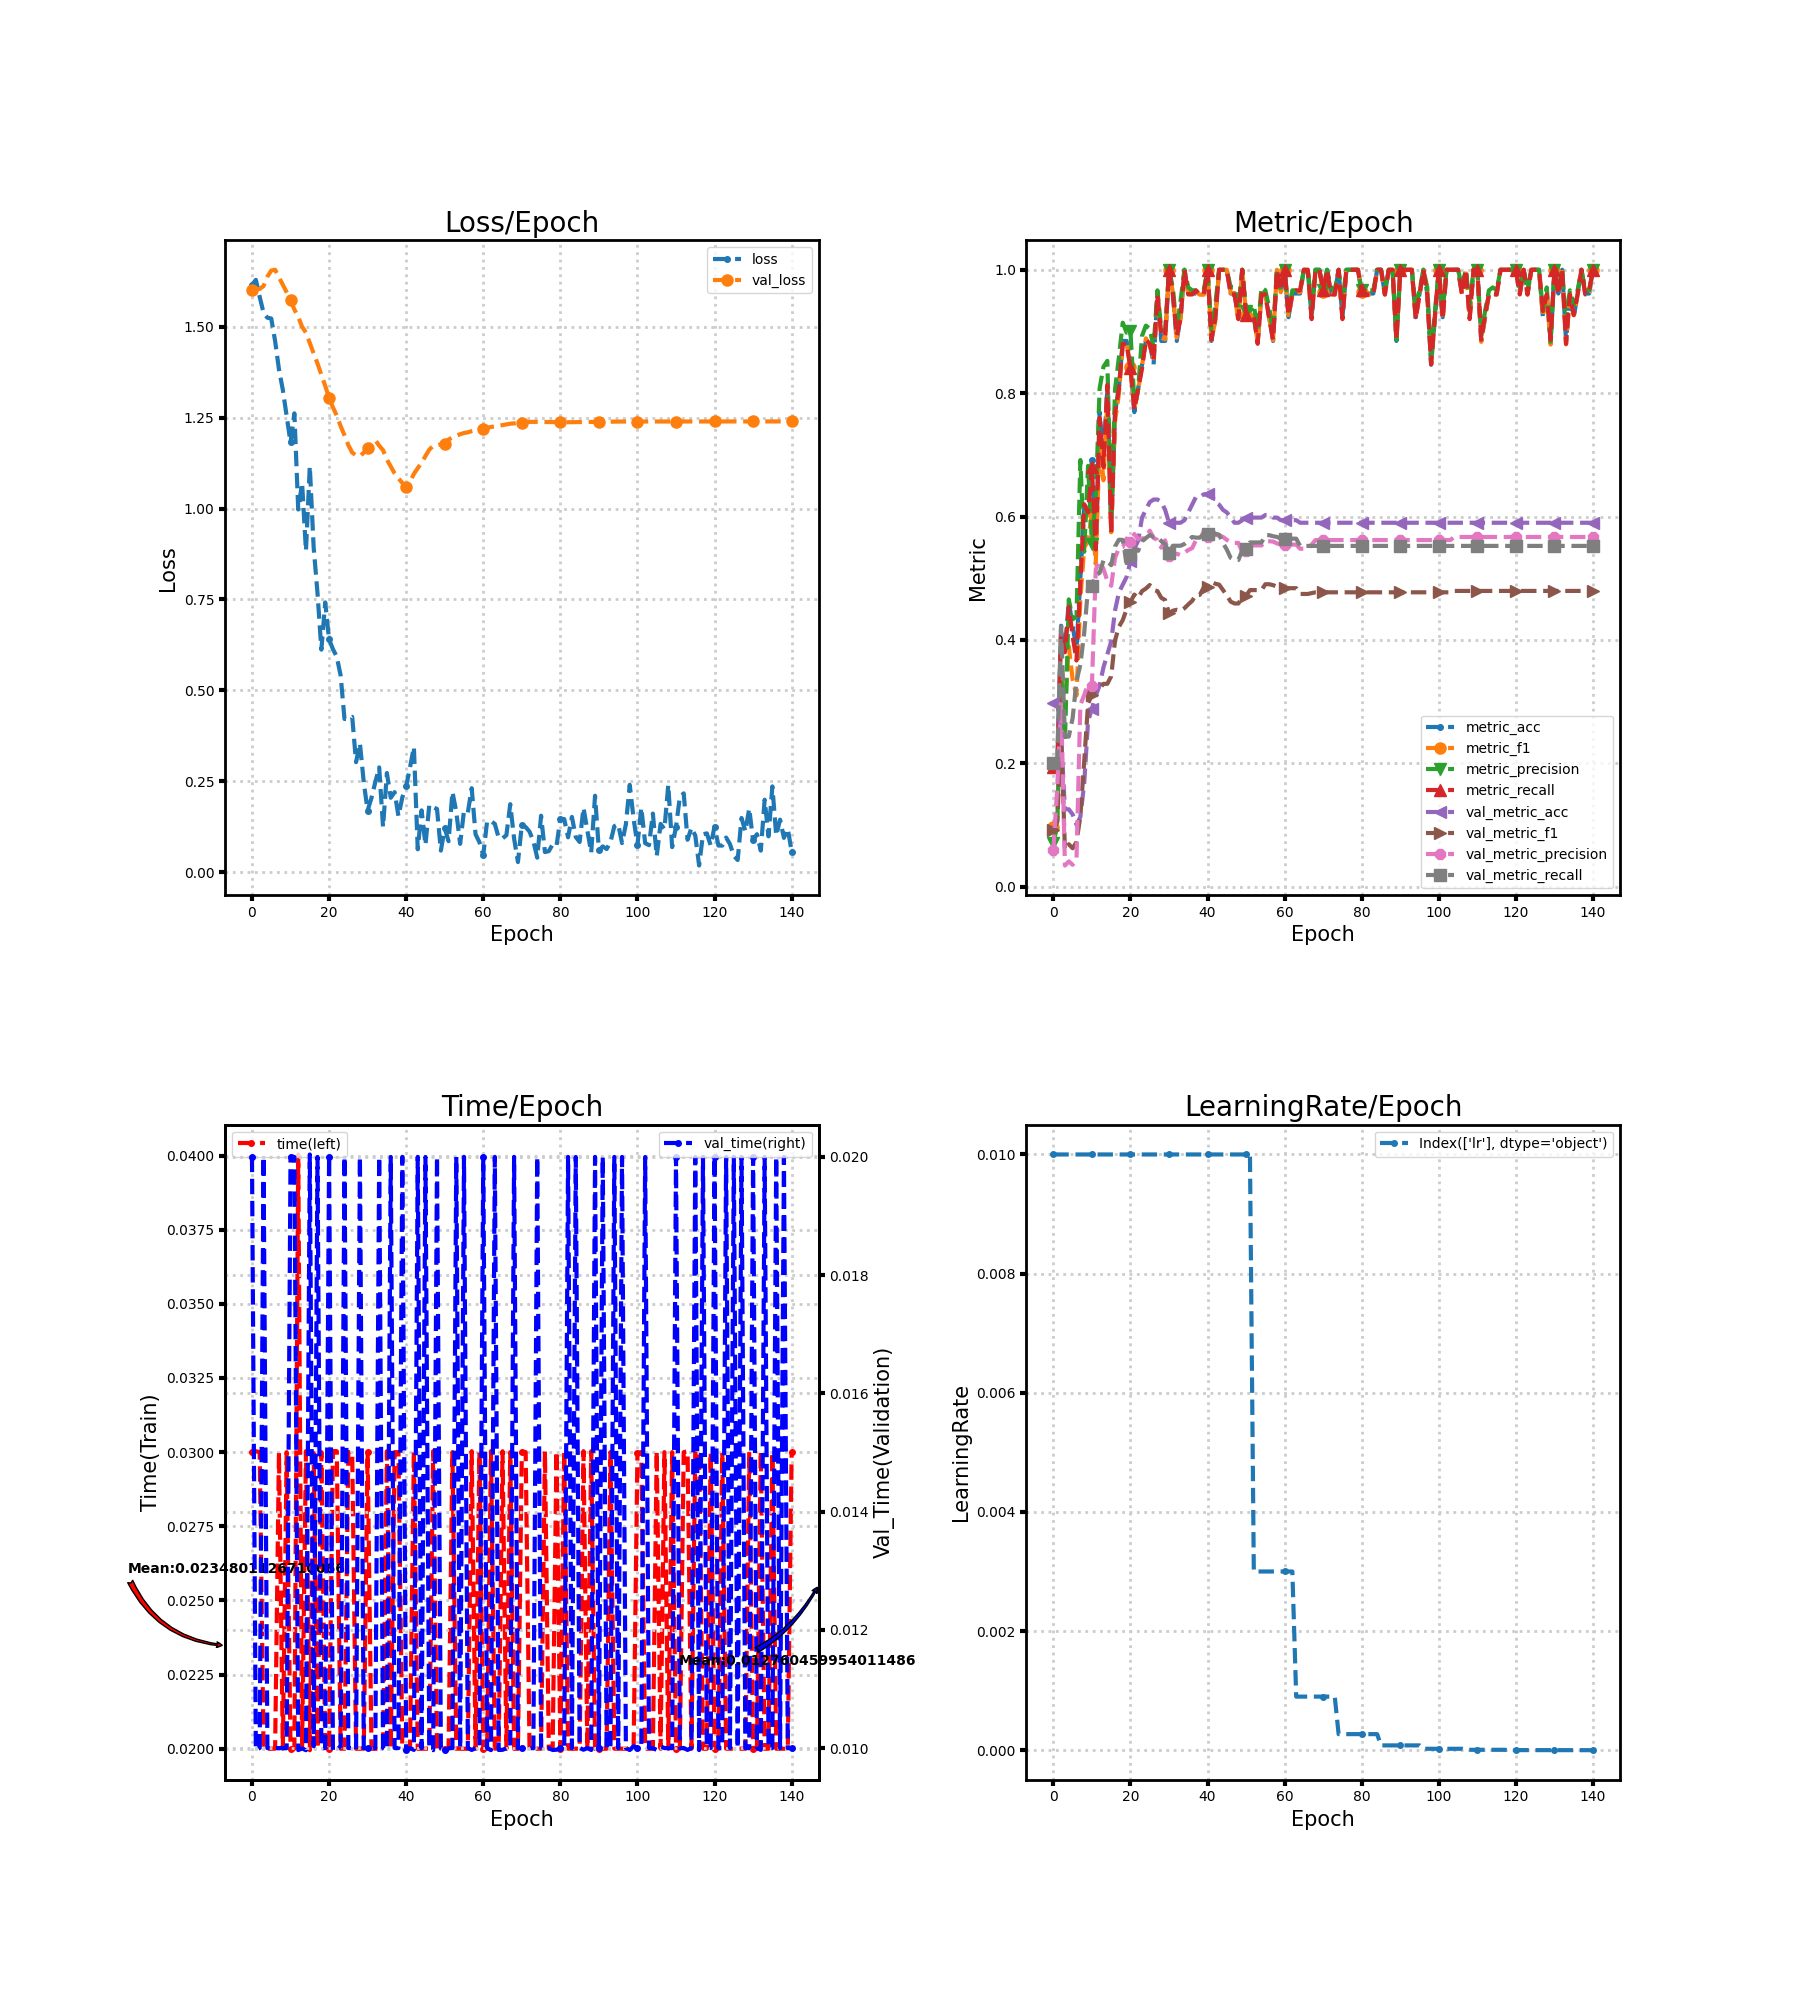 Loss/Epoch
loss
val_loss
1.50
1.25
1.00
0.75
0.50
0.25
0.00
Loss
0 20 40 60 80 100 120 140
Epoch
Metric/Epoch
1.0
0.8
0.6
0.4
0.2
0.0
Metric
metric_acc
metric_f1
metric_precision
metric_recall
val_metric_acc
val_metric_f1
val_metric_precision
val_metric_recall
0 20 40 60 80 100 120 140
Epoch
Time/Epoch
time(left)
val_time(right)
0.0400
0.0375
0.0350
0.0325
0.0300
0.0275
0.0250
0.0225
0.0200
Time(Train)
0.020
0.018
0.016
0.014
0.012
0.010
Val_Time(Validation)
Mean:0.012760459954011486
0 20 40 60 80 100 120 140
Epoch
LearningRate/Epoch
Index(['lr'], dtype='object')
0.010
0.008
0.006
0.004
0.002
0.000
LearningRate
0 20 40 60 80 100 120 140
Epoch